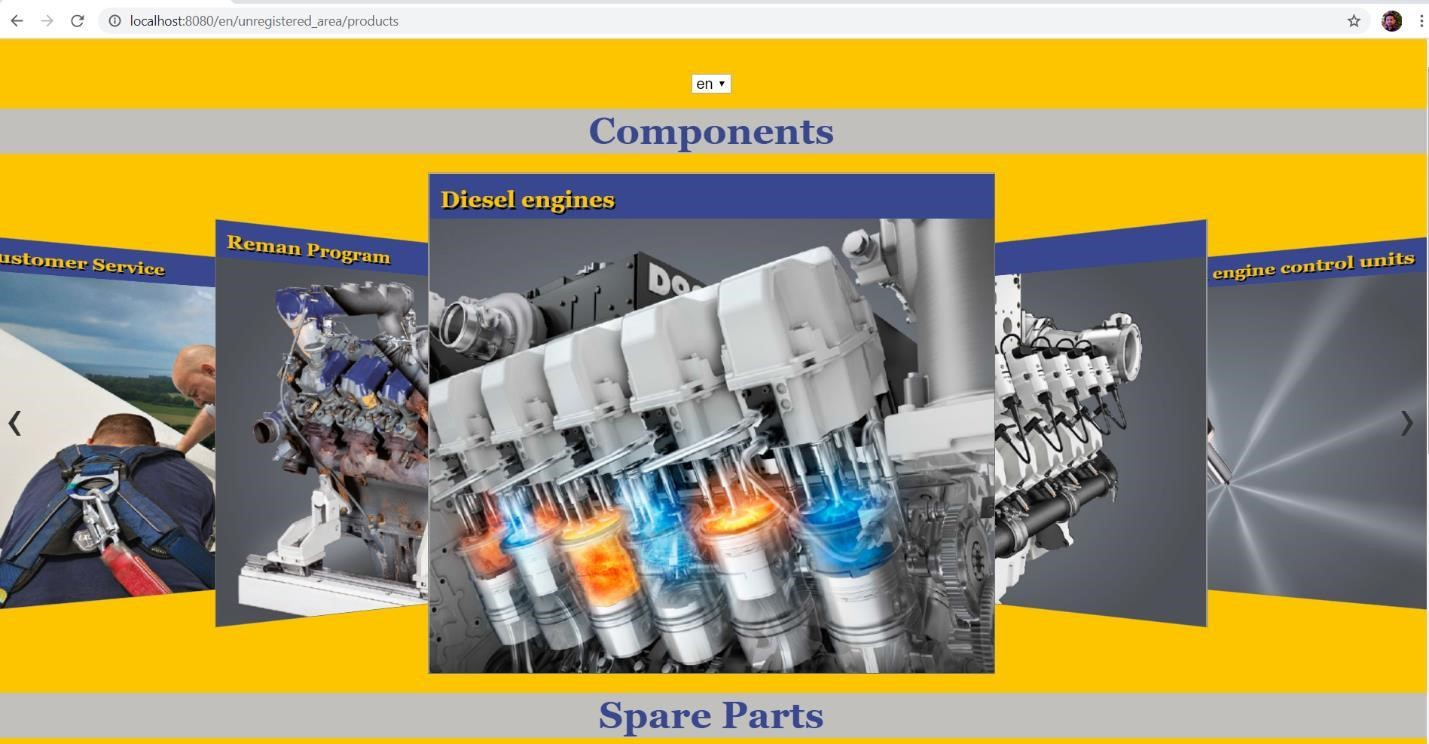 localhost:8080/en/unregistered_area/products
en
Components
Diesel engines
Reman Program
ustomer Service
engine control units
Spare Parts